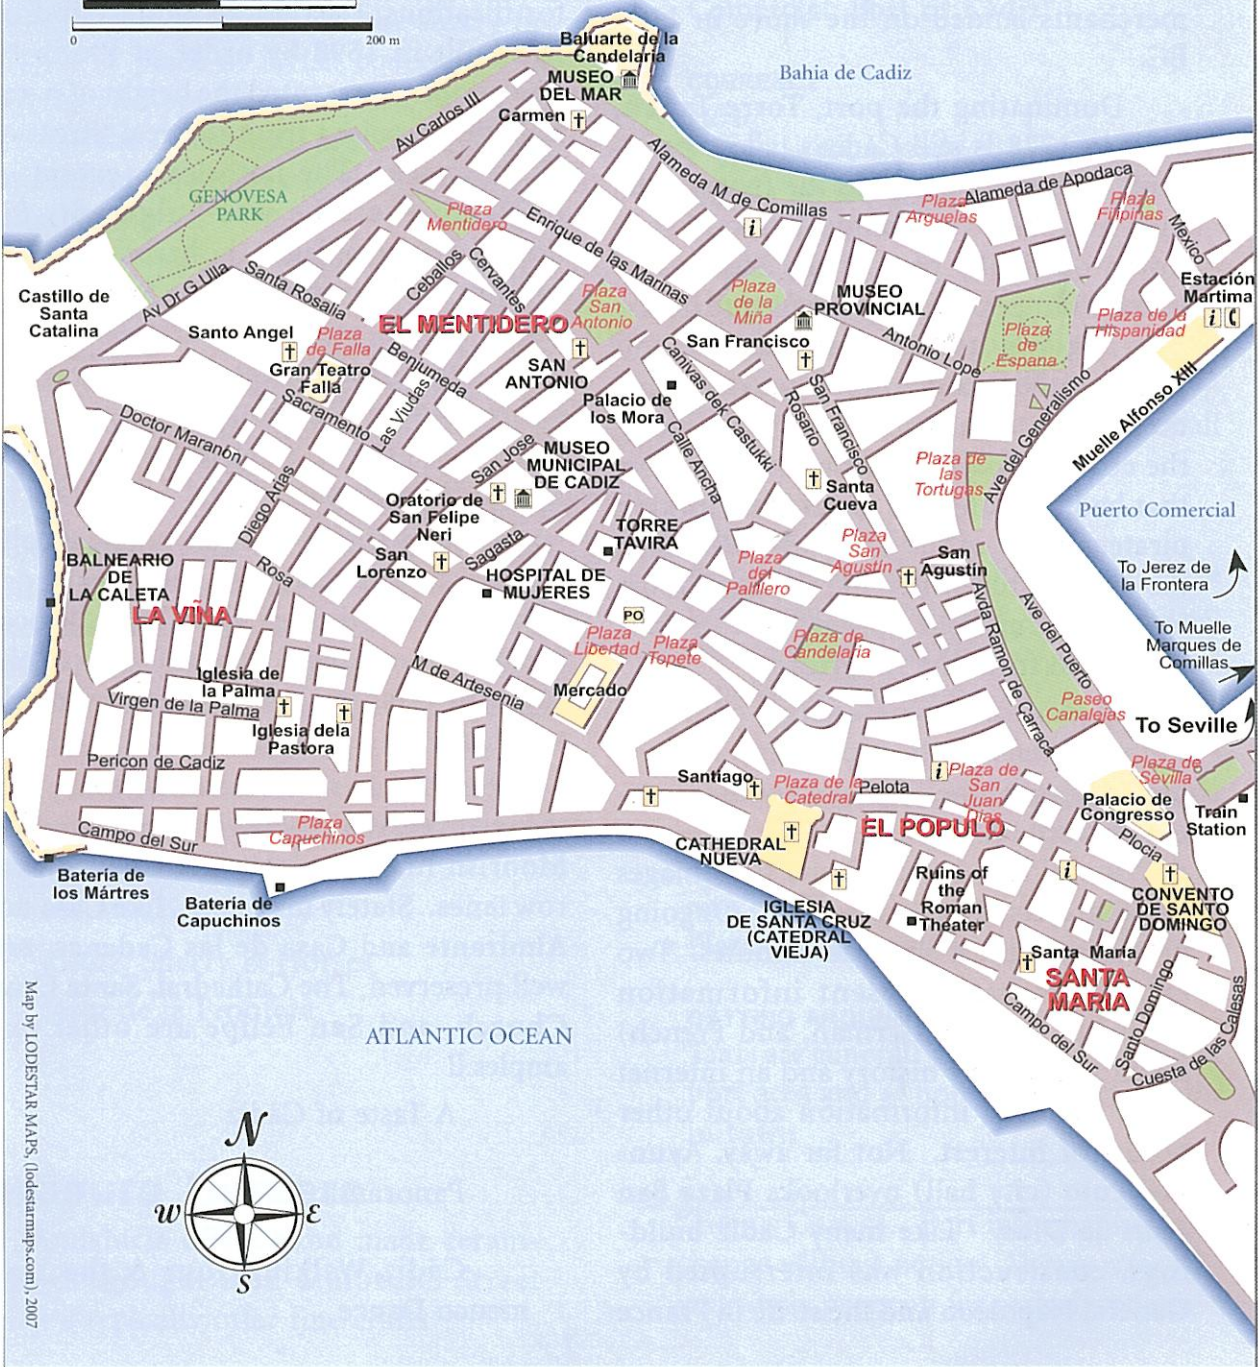 0
200 m
Baluarte de la
Candelaria
Bahia de Cadiz
MUSEO
DEL MAR
Carmen
Av Carlos III
Alameda M de Comillas
GENOVESA
PARK
Plaza
Mentidero
Plaza
Arguelas
Alameda de Apodaca
Plaza
Filipinas
Mexico
i
Enrique de las Marinas
Av Dr G Ulla
Santa Rosalia
Ceballos
Cervantes
Castillo de
Santa
Catalina
Santo Angel
Plaza
de Falla
EL MENTIDERO
Plaza
San
Antonio
Plaza
de la
Miña
MUSEO
PROVINCIAL
Estación
Martima
i
Plaza de la
Hispanidad
San Francisco
Antonio Lope
Plaza
de
Espana
Gran Teatro
Falla
Benjumeda
SAN
ANTONIO
Palacio de
los Mora
Canivas dek Castukki
Rosario
San Francisco
Muelle Alfonso XIII
Sacramento
Las Viudas
Doctor Maranón
Ave del Generalismo
San Jose
MUSEO
MUNICIPAL
DE CADIZ
Calle Ancha
Plaza de
las
Tortugas
Santa
Cueva
Diego Arias
Oratorio de
San Felipe
Neri
Puerto Comercial
TORRE
TAVIRA
San
Lorenzo
Sagasta
HOSPITAL DE
MUJERES
Plaza
San
Agustín
San
Agustín
Plaza
del
Palillero
To Jerez de
la Frontera
BALNEARIO
DE
LA CALETA
Rosa
LA VIÑA
PO
Plaza
Libertad
Plaza
Topete
Plaza de
Candelaria
Avda Ramon de Carraca
Ave del Puerto
To Muelle
Marques de
Comillas
Iglesia de
la Palma
Virgen de la Palma
M de Artesenia
Mercado
Iglesia dela
Pastora
Paseo
Canalejas
To Seville
Pericon de Cadiz
Santiago
Plaza de la
Catedral
Pelota
i
Plaza de
San
Juan
Dias
Plaza de
Sevilla
Palacio de
Congresso
Train
Station
Campo del Sur
Plaza
Capuchinos
CATHEDRAL
NUEVA
EL POPULO
Plocia
Batería de
los Mártres
Batería de
Capuchinos
IGLESIA
DE SANTA CRUZ
(CATEDRAL
VIEJA)
Ruins of
the
Roman
Theater
i
CONVENTO
DE SANTO
DOMINGO
Santa Maria
SANTA
MARIA
Campo del Sur
Santo Domingo
Cuesta de las Calesas
ATLANTIC OCEAN
Map by LODESTAR MAPS, (lodestarmaps.com), 2007
N
W
E
S